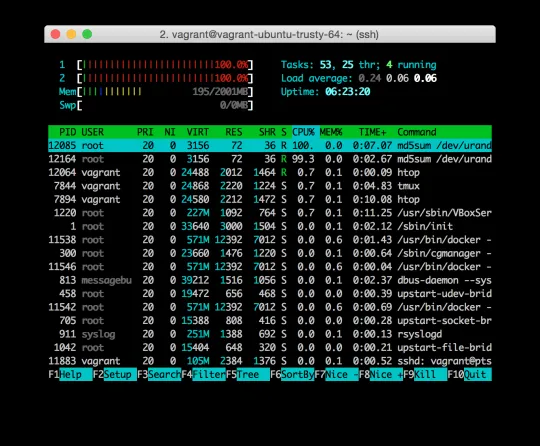 2. vagrant@vagrant-ubuntu-trusty-64: ~ (ssh)
1 [||||||||||||||||||||||||100.0%] Tasks: 53, 25 thr; 4 running
2 [||||||||||||||||||||||||100.0%] Load average: 0.24 0.06 0.06
Mem[||||||||||| 195/2001MB] Uptime: 06:23:20
Swp[ 0/0MB]
PID USER PRI NI VIRT RES SHR S CPU% MEM% TIME+ Command
12085 root 20 0 3156 72 36 R 100. 0.0 0:07.07 md5sum /dev/urand
12164 root 20 0 3156 72 36 R 99.3 0.0 0:02.67 md5sum /dev/urand
12064 vagrant 20 0 24488 2012 1464 R 0.7 0.1 0:00.09 htop
7844 vagrant 20 0 24868 2220 1224 S 0.7 0.1 0:04.83 tmux
7894 vagrant 20 0 24580 2212 1472 S 0.7 0.1 0:10.08 htop
1220 root 20 0 227M 1092 764 S 0.7 0.1 0:11.25 /usr/sbin/VBoxSer
1 root 20 0 33640 3000 1504 S 0.0 0.1 0:02.12 /sbin/init
11538 root 20 0 571M 12392 7012 S 0.0 0.6 0:01.43 /usr/bin/docker -
300 root 20 0 23660 1476 1220 S 0.0 0.1 0:00.64 /sbin/cgmanager -
11546 root 20 0 571M 12392 7012 S 0.0 0.6 0:00.04 /usr/bin/docker -
813 messagebu 20 0 39212 1516 1056 S 0.0 0.1 0:02.37 dbus-daemon --sys
458 root 20 0 19472 656 468 S 0.0 0.0 0:00.39 upstart-udev-brid
11542 root 20 0 571M 12392 7012 S 0.0 0.6 0:00.69 /usr/bin/docker -
705 root 20 0 15388 808 416 S 0.0 0.0 0:00.28 upstart-socket-br
911 syslog 20 0 251M 1388 692 S 0.0 0.1 0:00.13 rsyslogd
1042 root 20 0 15404 648 320 S 0.0 0.0 0:00.21 upstart-file-brid
11883 vagrant 20 0 105M 2384 1376 S 0.0 0.1 0:00.52 sshd: vagrant@pts
F1Help F2Setup F3SearchF4FilterF5Tree F6SortByF7Nice -F8Nice +F9Kill F10Quit